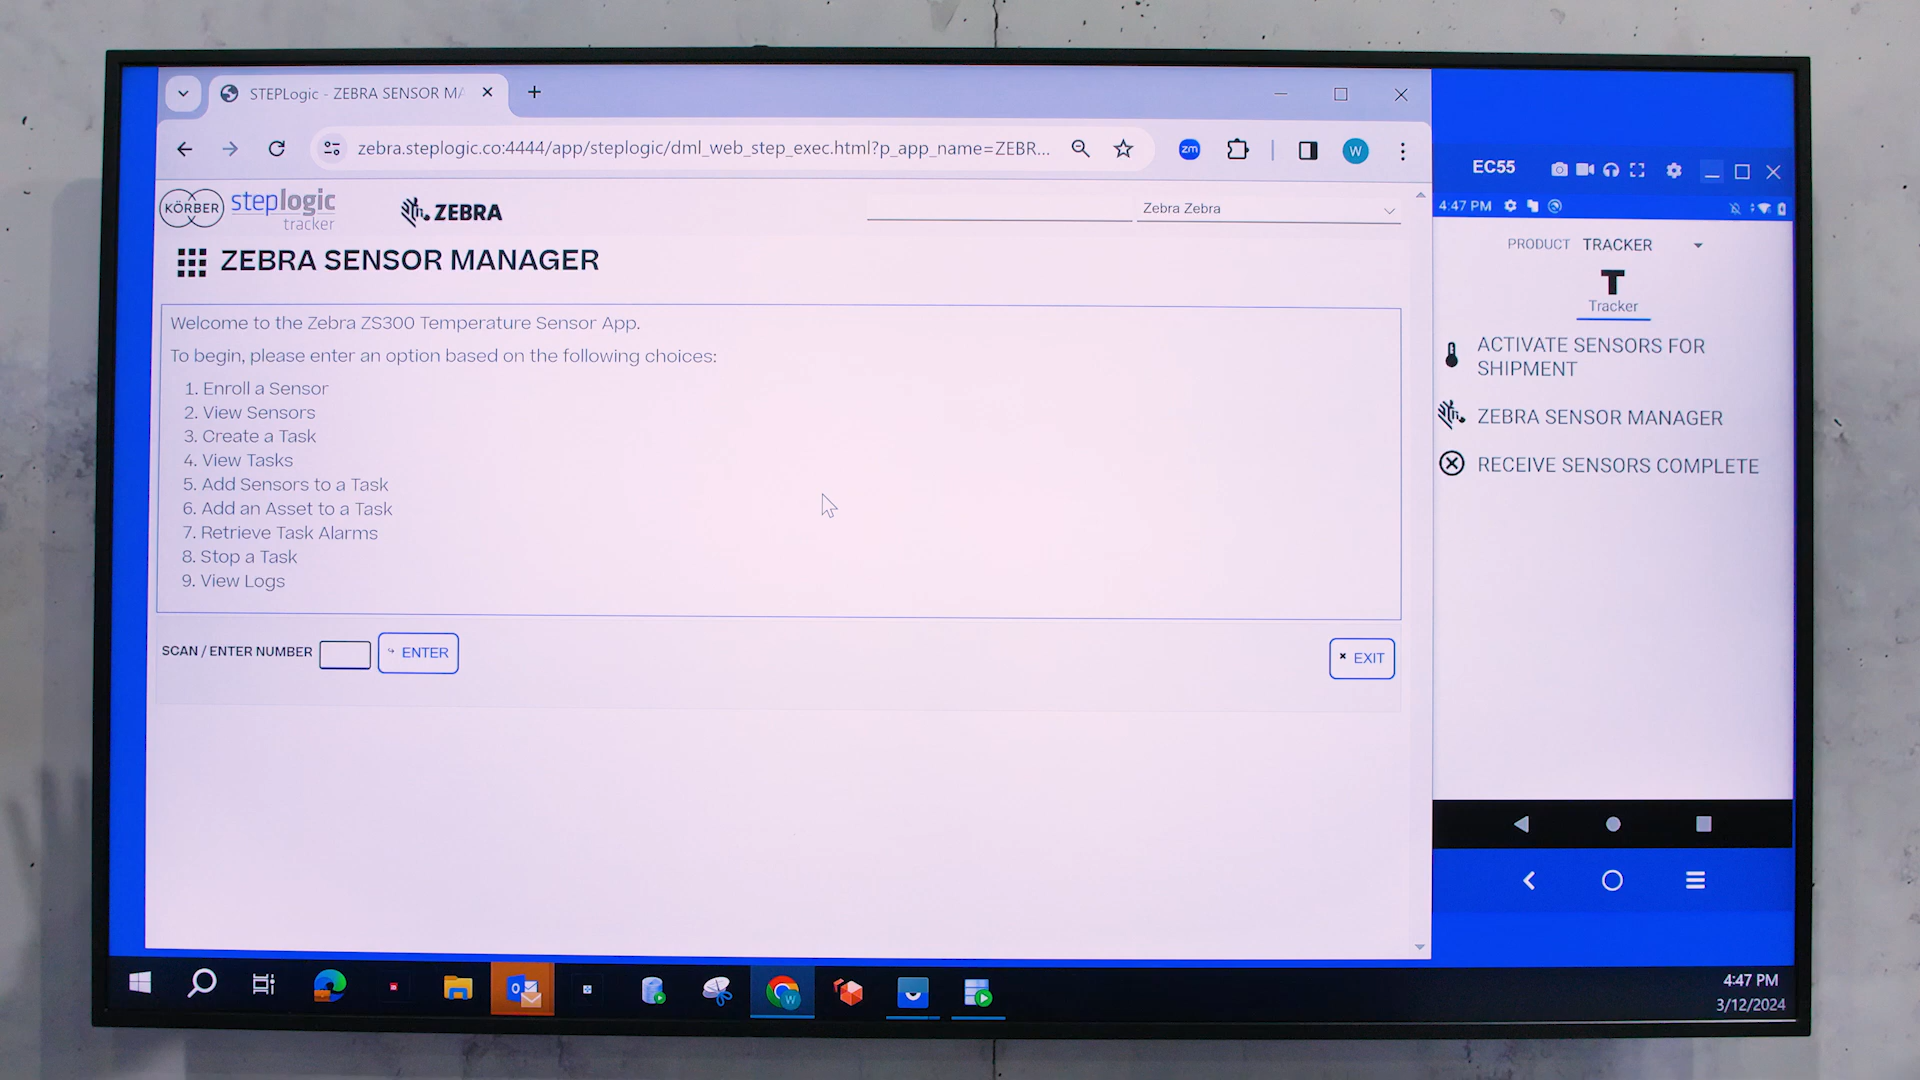 STEPLogic - ZEBRA SENSOR MA
zebra.steplogic.co:4444/app/steplogic/dml_web_step_exec.html?p_app_name=ZEBR...
zm
W
KÖRBER
steplogic
tracker
ZEBRA
Zebra Zebra
ZEBRA SENSOR MANAGER
Welcome to the Zebra ZS300 Temperature Sensor App.
To begin, please enter an option based on the following choices:
1. Enroll a Sensor
2. View Sensors
3. Create a Task
4. View Tasks
5. Add Sensors to a Task
6. Add an Asset to a Task
7. Retrieve Task Alarms
8. Stop a Task
9. View Logs
SCAN / ENTER NUMBER
ENTER
EXIT
EC55
4:47 PM
PRODUCT TRACKER
T
Tracker
ACTIVATE SENSORS FOR
SHIPMENT
ZEBRA SENSOR MANAGER
RECEIVE SENSORS COMPLETE
W
4:47 PM
3/12/2024